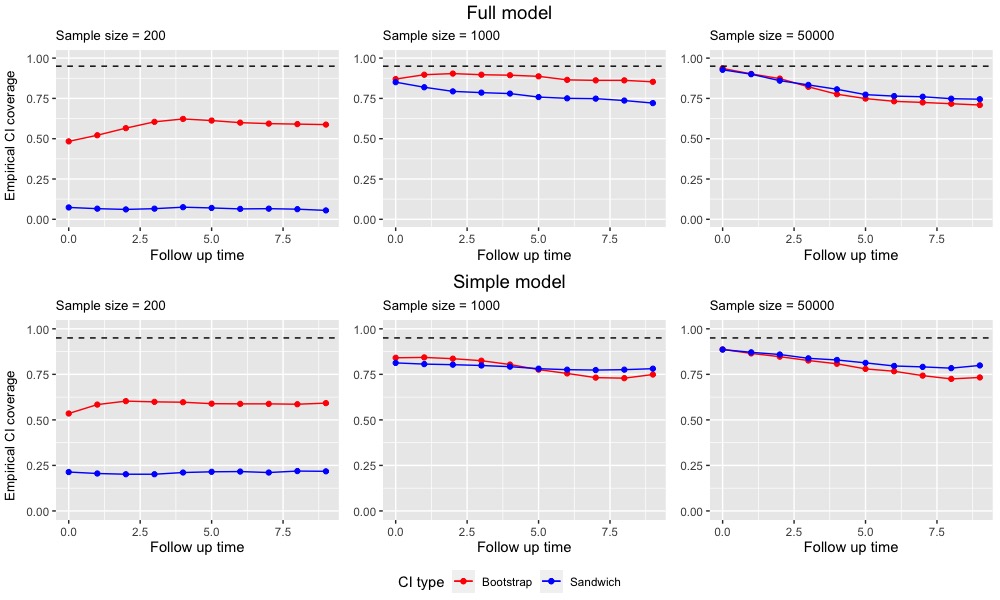 Full model
Sample size = 200
Sample size = 1000
Sample size = 50000
Empirical CI coverage
1.00
0.75
0.50
0.25
0.00
1.00
0.75
0.50
0.25
0.00
1.00
0.75
0.50
0.25
0.00
0.0 2.5 5.0 7.5
0.0 2.5 5.0 7.5
0.0 2.5 5.0 7.5
Follow up time
Follow up time
Follow up time
Simple model
Sample size = 200
Sample size = 1000
Sample size = 50000
Empirical CI coverage
1.00
0.75
0.50
0.25
0.00
1.00
0.75
0.50
0.25
0.00
1.00
0.75
0.50
0.25
0.00
0.0 2.5 5.0 7.5
0.0 2.5 5.0 7.5
0.0 2.5 5.0 7.5
Follow up time
Follow up time
Follow up time
CI type Bootstrap Sandwich